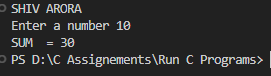 SHIV ARORA
Enter a number 10
SUM  = 30
PS D:\C Assignements\Run C Programs>